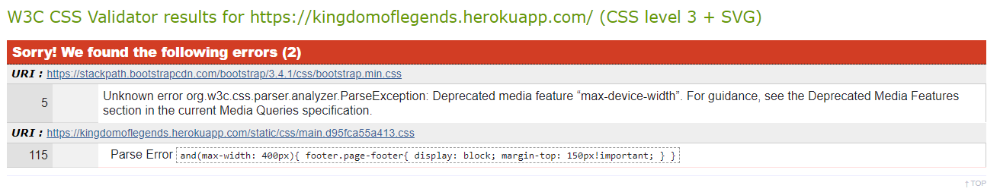 W3C CSS Validator results for https://kingdomoflegends.herokuapp.com/ (CSS level 3 + SVG)
Sorry! We found the following errors (2)
URI : https://stackpath.bootstrapcdn.com/bootstrap/3.4.1/css/bootstrap.min.css
5 Unknown error org.w3c.css.parser.analyzer.ParseException: Deprecated media feature “max-device-width”. For guidance, see the Deprecated Media Features
section in the current Media Queries specification.
URI : https://kingdomoflegends.herokuapp.com/static/css/main.d95fca55a413.css
115 Parse Error and(max-width: 400px){ footer.page-footer{ display: block; margin-top: 150px!important; } }
↑ TOP